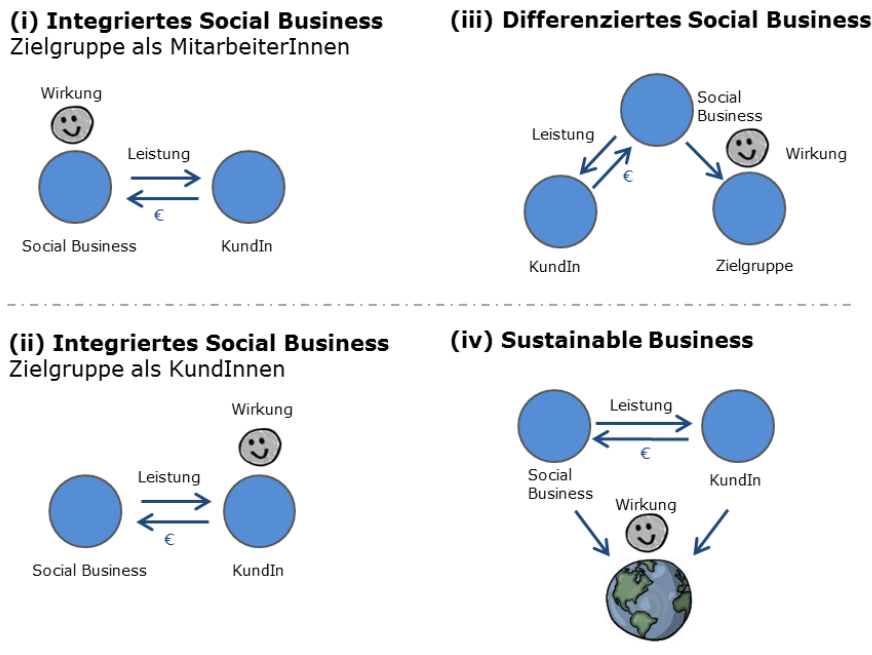 (i) Integriertes Social Business
Zielgruppe als MitarbeiterInnen
Wirkung
Leistung
€
Social Business
KundIn
(iii) Differenziertes Social Business
Social
Business
Leistung
Wirkung
€
KundIn
Zielgruppe
(ii) Integriertes Social Business
Zielgruppe als KundInnen
Wirkung
Leistung
€
Social Business
KundIn
(iv) Sustainable Business
Leistung
€
Social
Business
KundIn
Wirkung